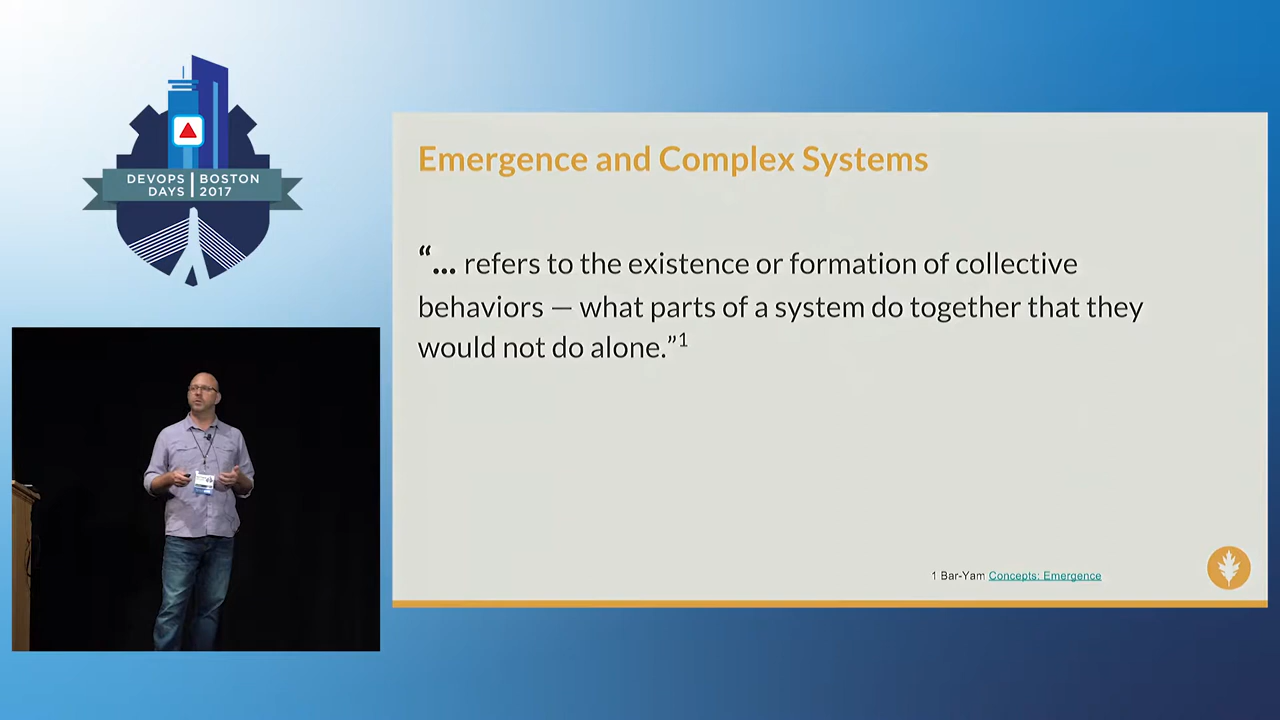 DEVOPS BOSTON
DAYS 2017
Emergence and Complex Systems
“... refers to the existence or formation of collective
behaviors — what parts of a system do together that they
would not do alone.”1
1 Bar-Yam Concepts: Emergence